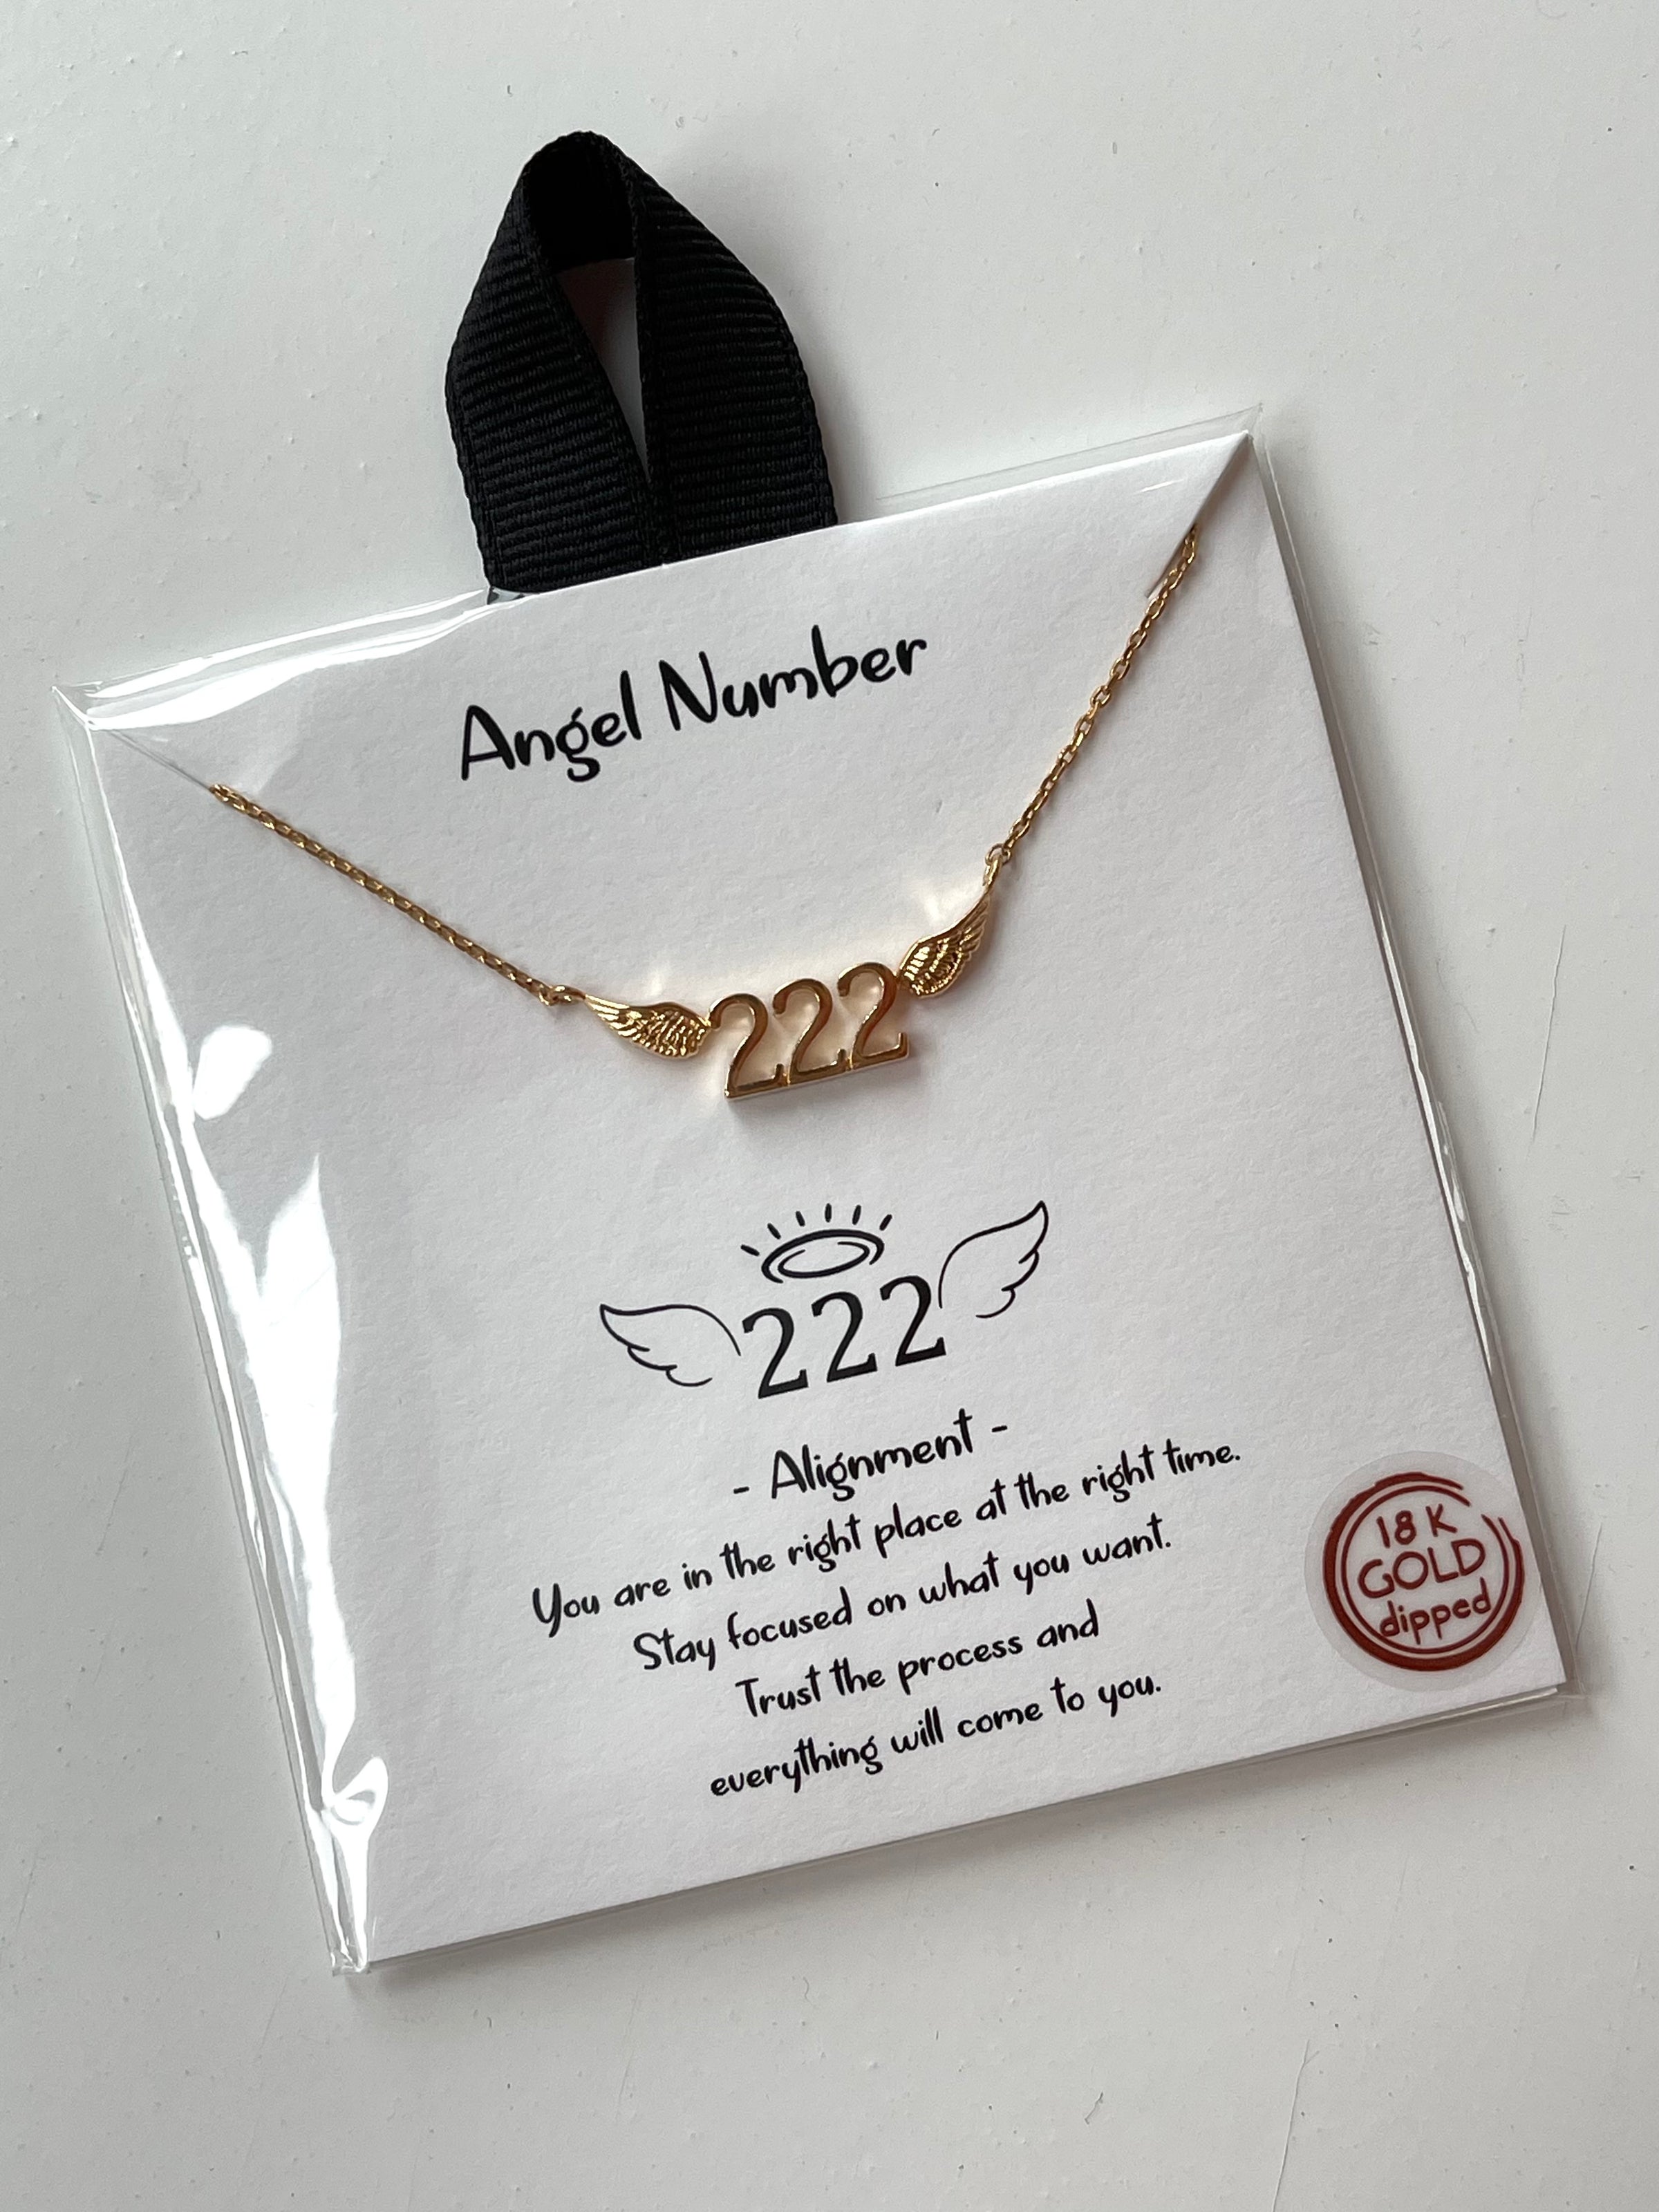 Angel Number
222
222
- Alignment -
You are in the right place at the right time.
Stay focused on what you want.
Trust the process and
everything will come to you.
18 K
GOLD
dipped